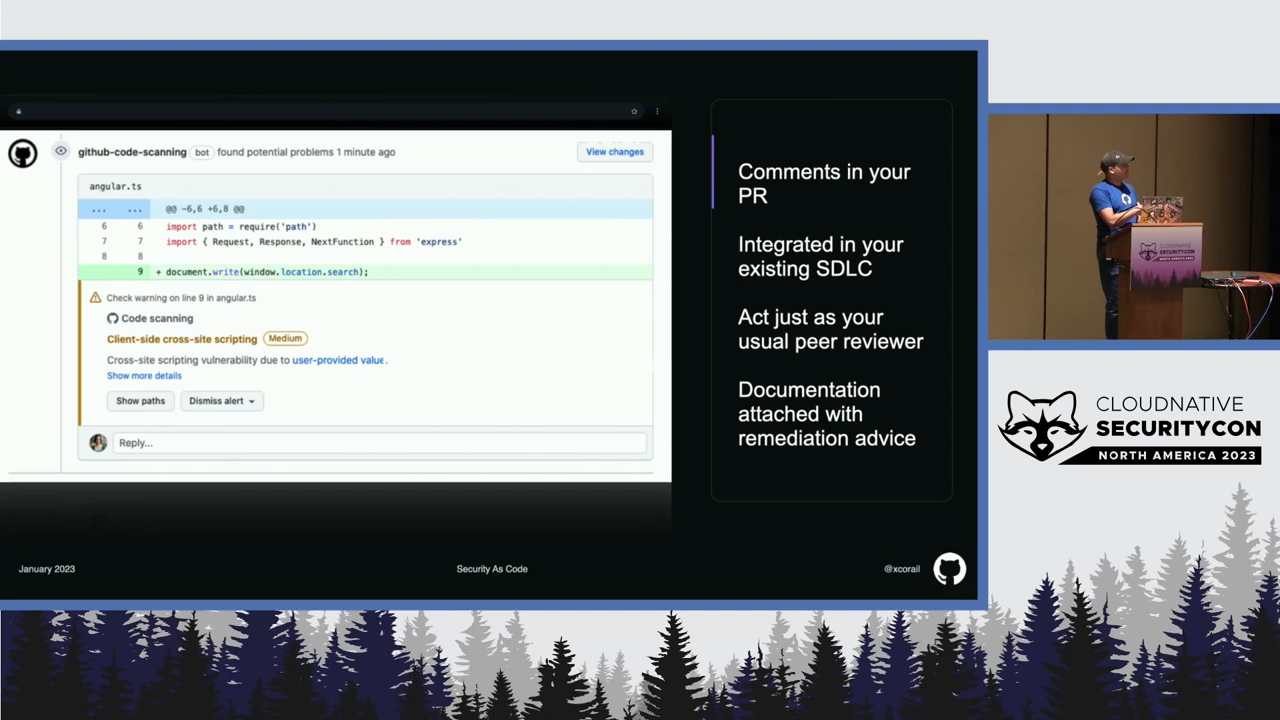 github-code-scanning bot found potential problems 1 minute ago
View changes
angular.ts
... ... @@ -6,6 +6,8 @@
6 6 import path = require('path')
7 7 import { Request, Response, NextFunction } from 'express'
8 8
9 + document.write(window.location.search);
Check warning on line 9 in angular.ts
Code scanning
Client-side cross-site scripting Medium
Cross-site scripting vulnerability due to user-provided value.
Show more details
Show paths
Dismiss alert
Reply...
Comments in your
PR
Integrated in your
existing SDLC
Act just as your
usual peer reviewer
Documentation
attached with
remediation advice
January 2023
Security As Code
@xcorail
CLOUDNATIVE
SECURITYCON
NORTH AMERICA 2023
CLOUDNATIVE
SECURITYCON
NORTH AMERICA 2023